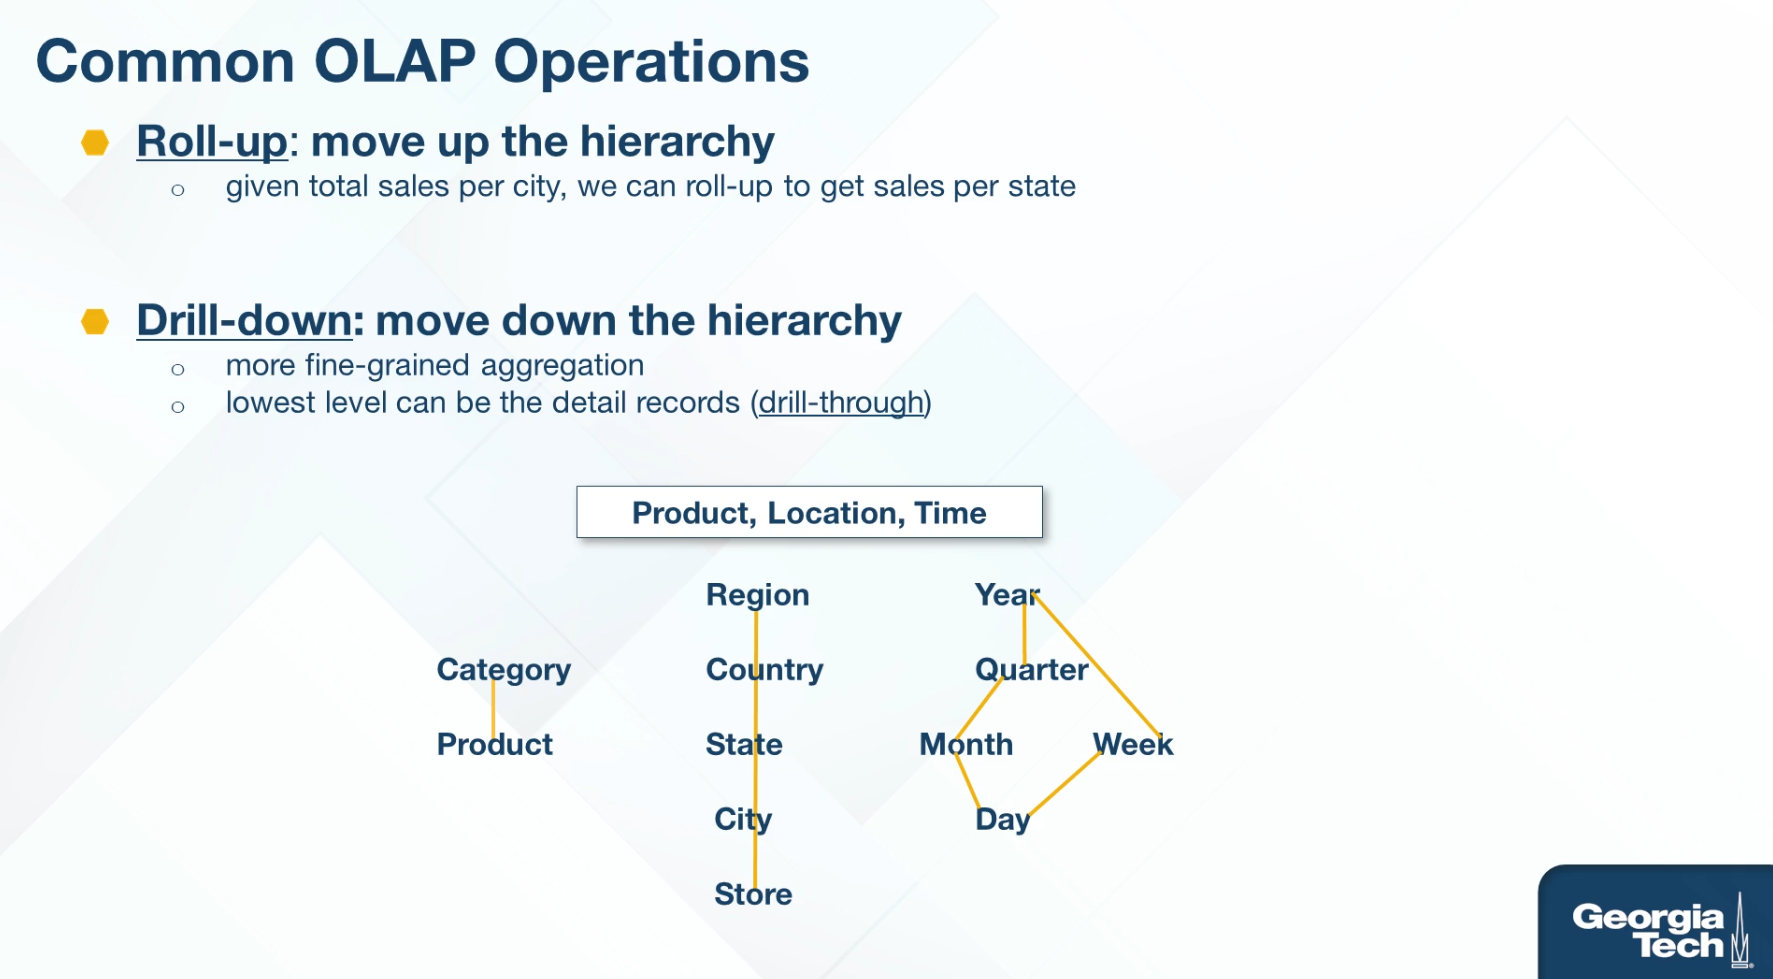 Common OLAP Operations
Roll-up: move up the hierarchy
given total sales per city, we can roll-up to get sales per state
Drill-down: move down the hierarchy
more fine-grained aggregation
lowest level can be the detail records (drill-through)
Product, Location, Time
Region Year
Category Country Quarter
Product State Month Week
City Day
Store
Georgia
Tech